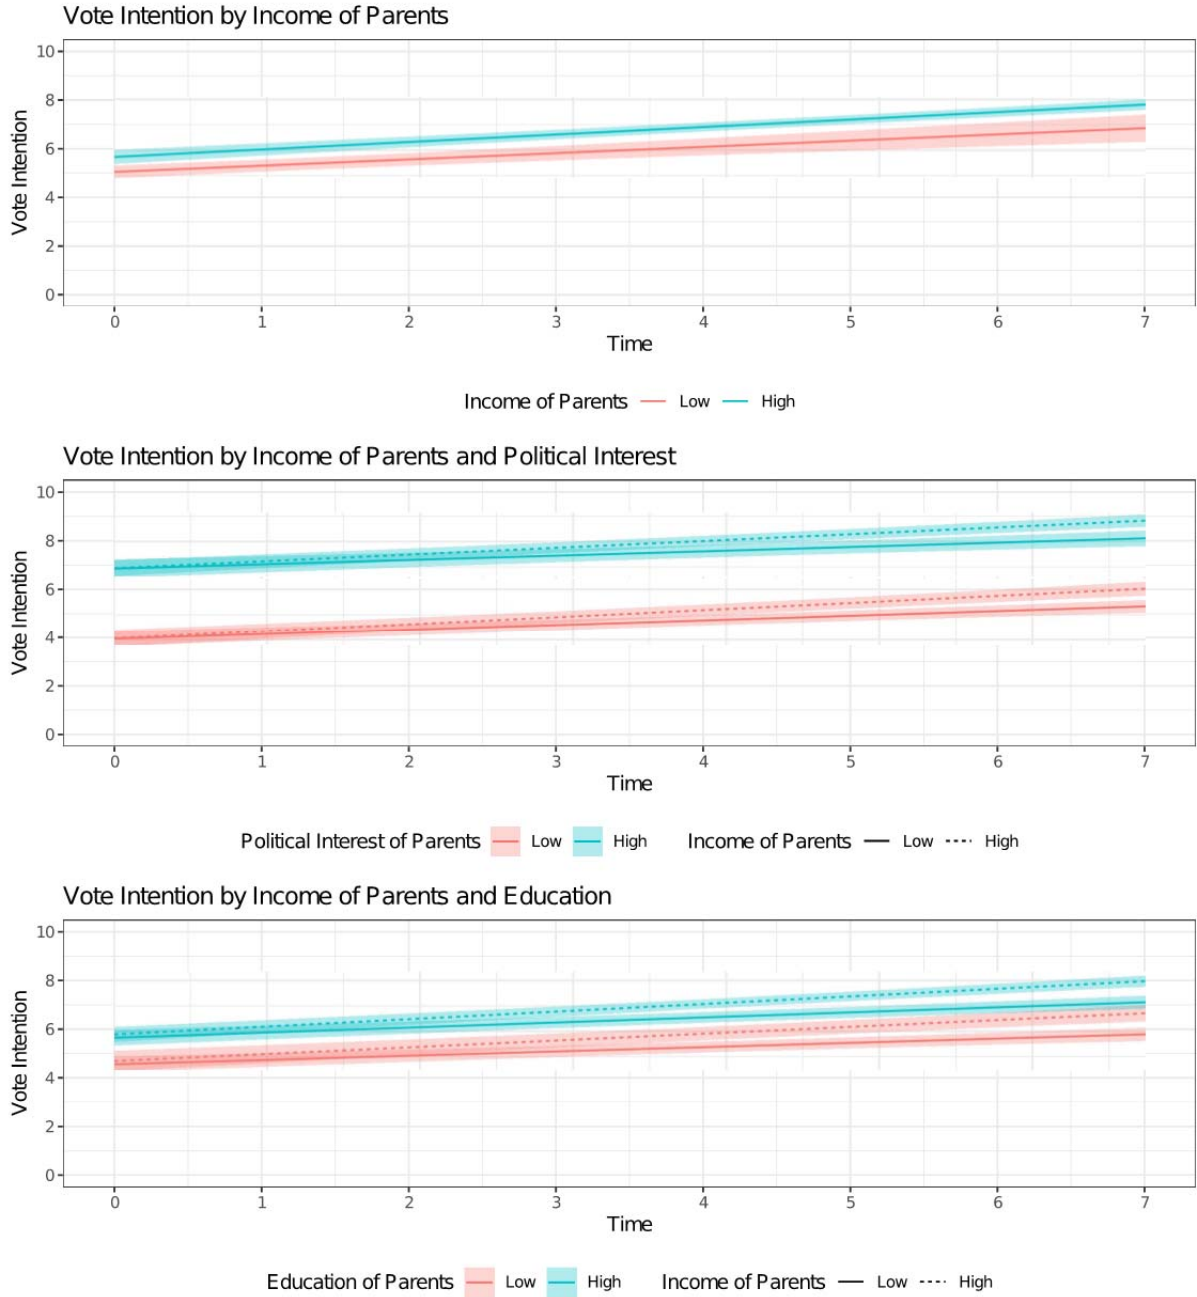 Vote Intention by Income of Parents
10
8
6
4
2
0
Vote Intention
0 1 2 3 4 5 6 7
Time
Income of Parents Low High
Vote Intention by Income of Parents and Political Interest
10
8
6
4
2
0
Vote Intention
0 1 2 3 4 5 6 7
Time
Political Interest of Parents Low High Income of Parents Low High
Vote Intention by Income of Parents and Education
10
8
6
4
2
0
Vote Intention
0 1 2 3 4 5 6 7
Time
Education of Parents Low High Income of Parents Low High